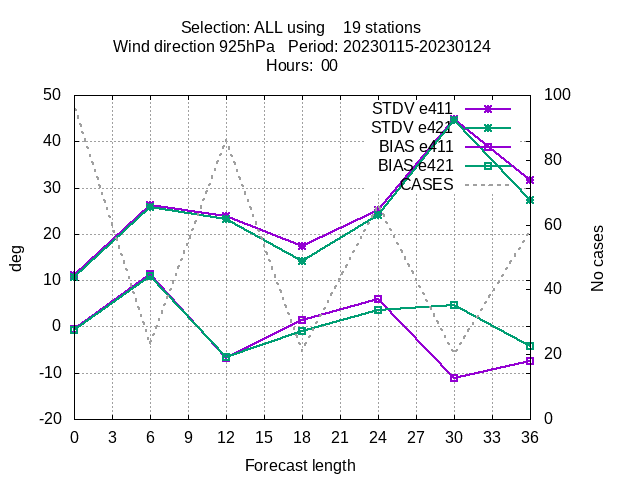 Selection: ALL using    19 stations
Wind direction 925hPa   Period: 20230115-20230124
Hours:  00
50
100
STDV e411
STDV e421
40
BIAS e411
80
BIAS e421
CASES
30
20
60
deg
No cases
10
40
0
20
-10
-20
0
0 3 6 9 12 15 18 21 24 27 30 33 36
Forecast length